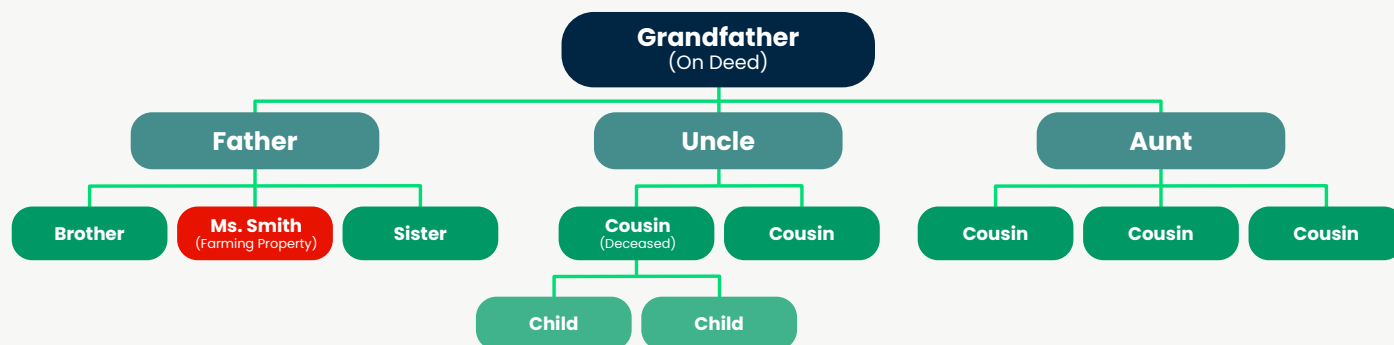 Grandfather
(On Deed)
Father
Uncle
Aunt
Brother
Ms. Smith
(Farming Property)
Sister
Cousin
(Deceased)
Cousin
Cousin
Cousin
Cousin
Child
Child